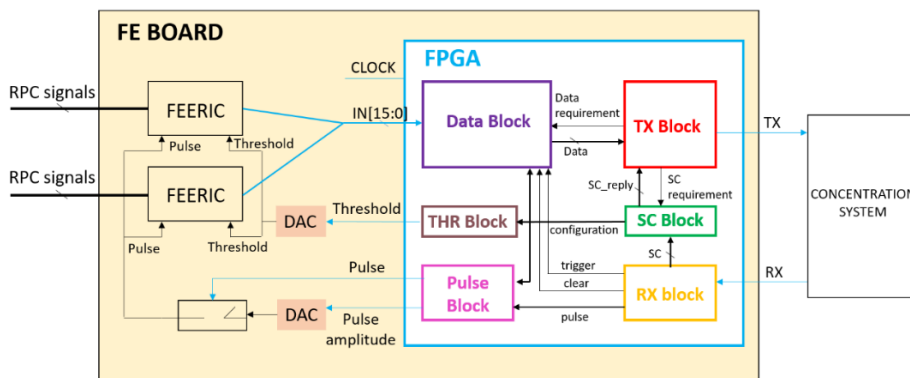 FE BOARD
FPGA
CLOCK
RPC signals
FEERIC
IN[15:0]
Data Block
Data
requirement
TX Block
TX
Data
Pulse
Threshold
RPC signals
FEERIC
SC_reply
SC
requirement
CONCENTRATION
SYSTEM
Threshold
DAC
THR Block
configuration
SC Block
Pulse
Threshold
SC
Pulse
trigger
RX
Pulse
Block
clear
RX block
DAC
pulse
Pulse
amplitude